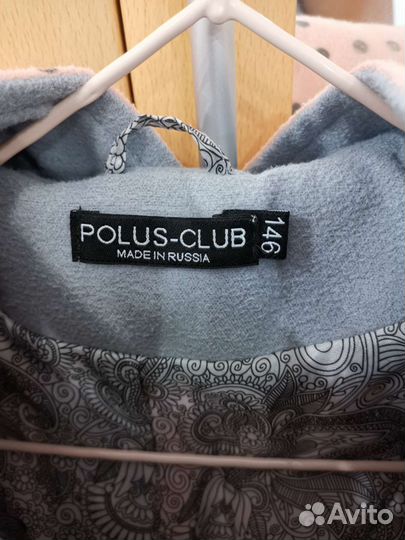 POLUS-CLUB
MADE IN RUSSIA
146
Avito